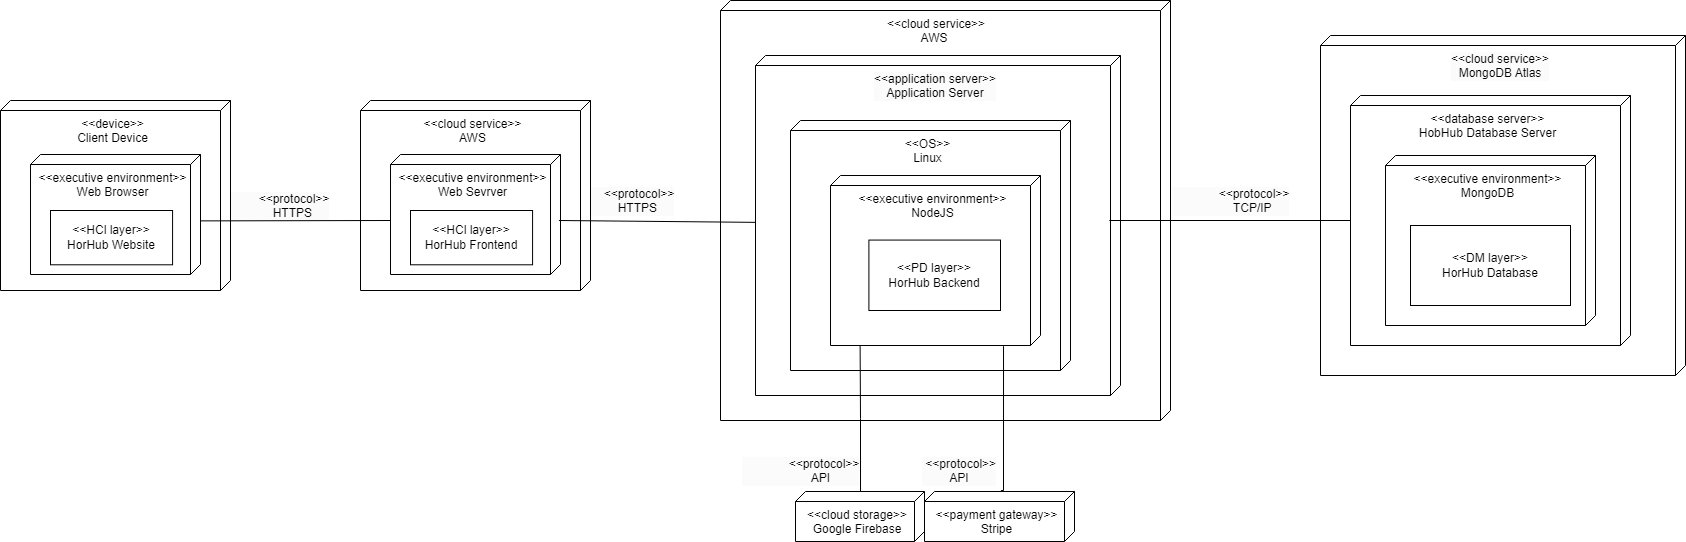 <<device>>
Client Device
<<executive environment>>
Web Browser
<<HCI layer>>
HorHub Website
<<protocol>>
HTTPS
<<cloud service>>
AWS
<<executive environment>>
Web Sevrver
<<HCI layer>>
HorHub Frontend
<<protocol>>
HTTPS
<<cloud service>>
AWS
<<application server>>
Application Server
<<OS>>
Linux
<<executive environment>>
NodeJS
<<PD layer>>
HorHub Backend
<<protocol>>
API
<<protocol>>
API
<<cloud storage>>
Google Firebase
<<payment gateway>>
Stripe
<<protocol>>
TCP/IP
<<cloud service>>
MongoDB Atlas
<<database server>>
HobHub Database Server
<<executive environment>>
MongoDB
<<DM layer>>
HorHub Database